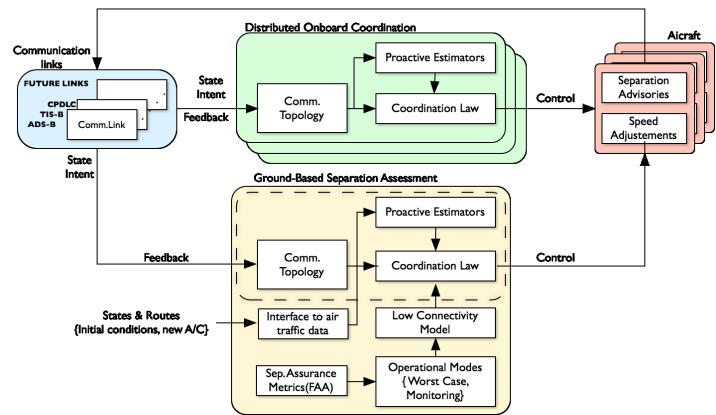 Distributed Onboard Coordination
Aicraft
Communication
links
FUTURE LINKS
CPDLC
TIS-B
ADS-B
Comm.Link
State
Intent
Feedback
Comm.
Topology
Proactive Estimators
Coordination Law
Control
Separation
Advisories
Speed
Adjustements
State
Intent
Ground-Based Separation Assessment
Feedback
Comm.
Topology
Proactive Estimators
Coordination Law
Control
States & Routes
{Initial conditions, new A/C}
Interface to air
traffic data
Low Connectivity
Model
Sep. Assurance
Metrics(FAA)
Operational Modes
{Worst Case,
Monitoring}